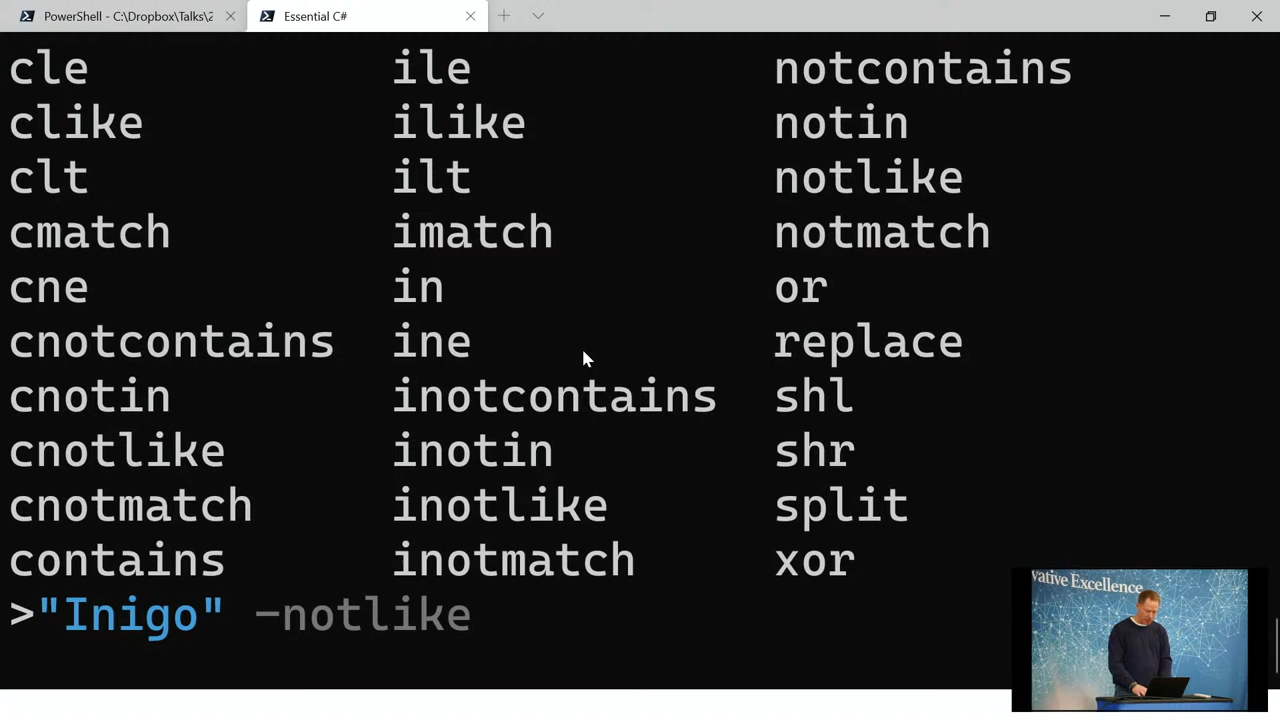 PowerShell - C:\Dropbox\Talks\2
Essential C#
cle ile notcontains
clike ilike notin
clt ilt notlike
cmatch imatch notmatch
cne in or
cnotcontains ine replace
cnotin inotcontains shl
cnotlike inotin shr
cnotmatch inotlike split
contains inotmatch xor
>"Inigo" -notlike
vative Excellence